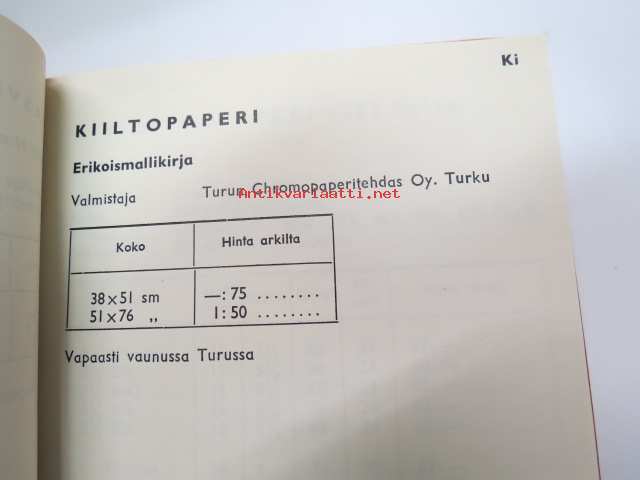 Ki
KIILTOPAPERI
Erikoismallikirja
Valmistaja Turun Chromopaperitehdas Oy. Turku
Antikvariaatti.net
Koko Hinta arkilta
38×51 sm —:75 ........
51×76 „ 1:50 ........
Vapaasti vaunussa Turussa